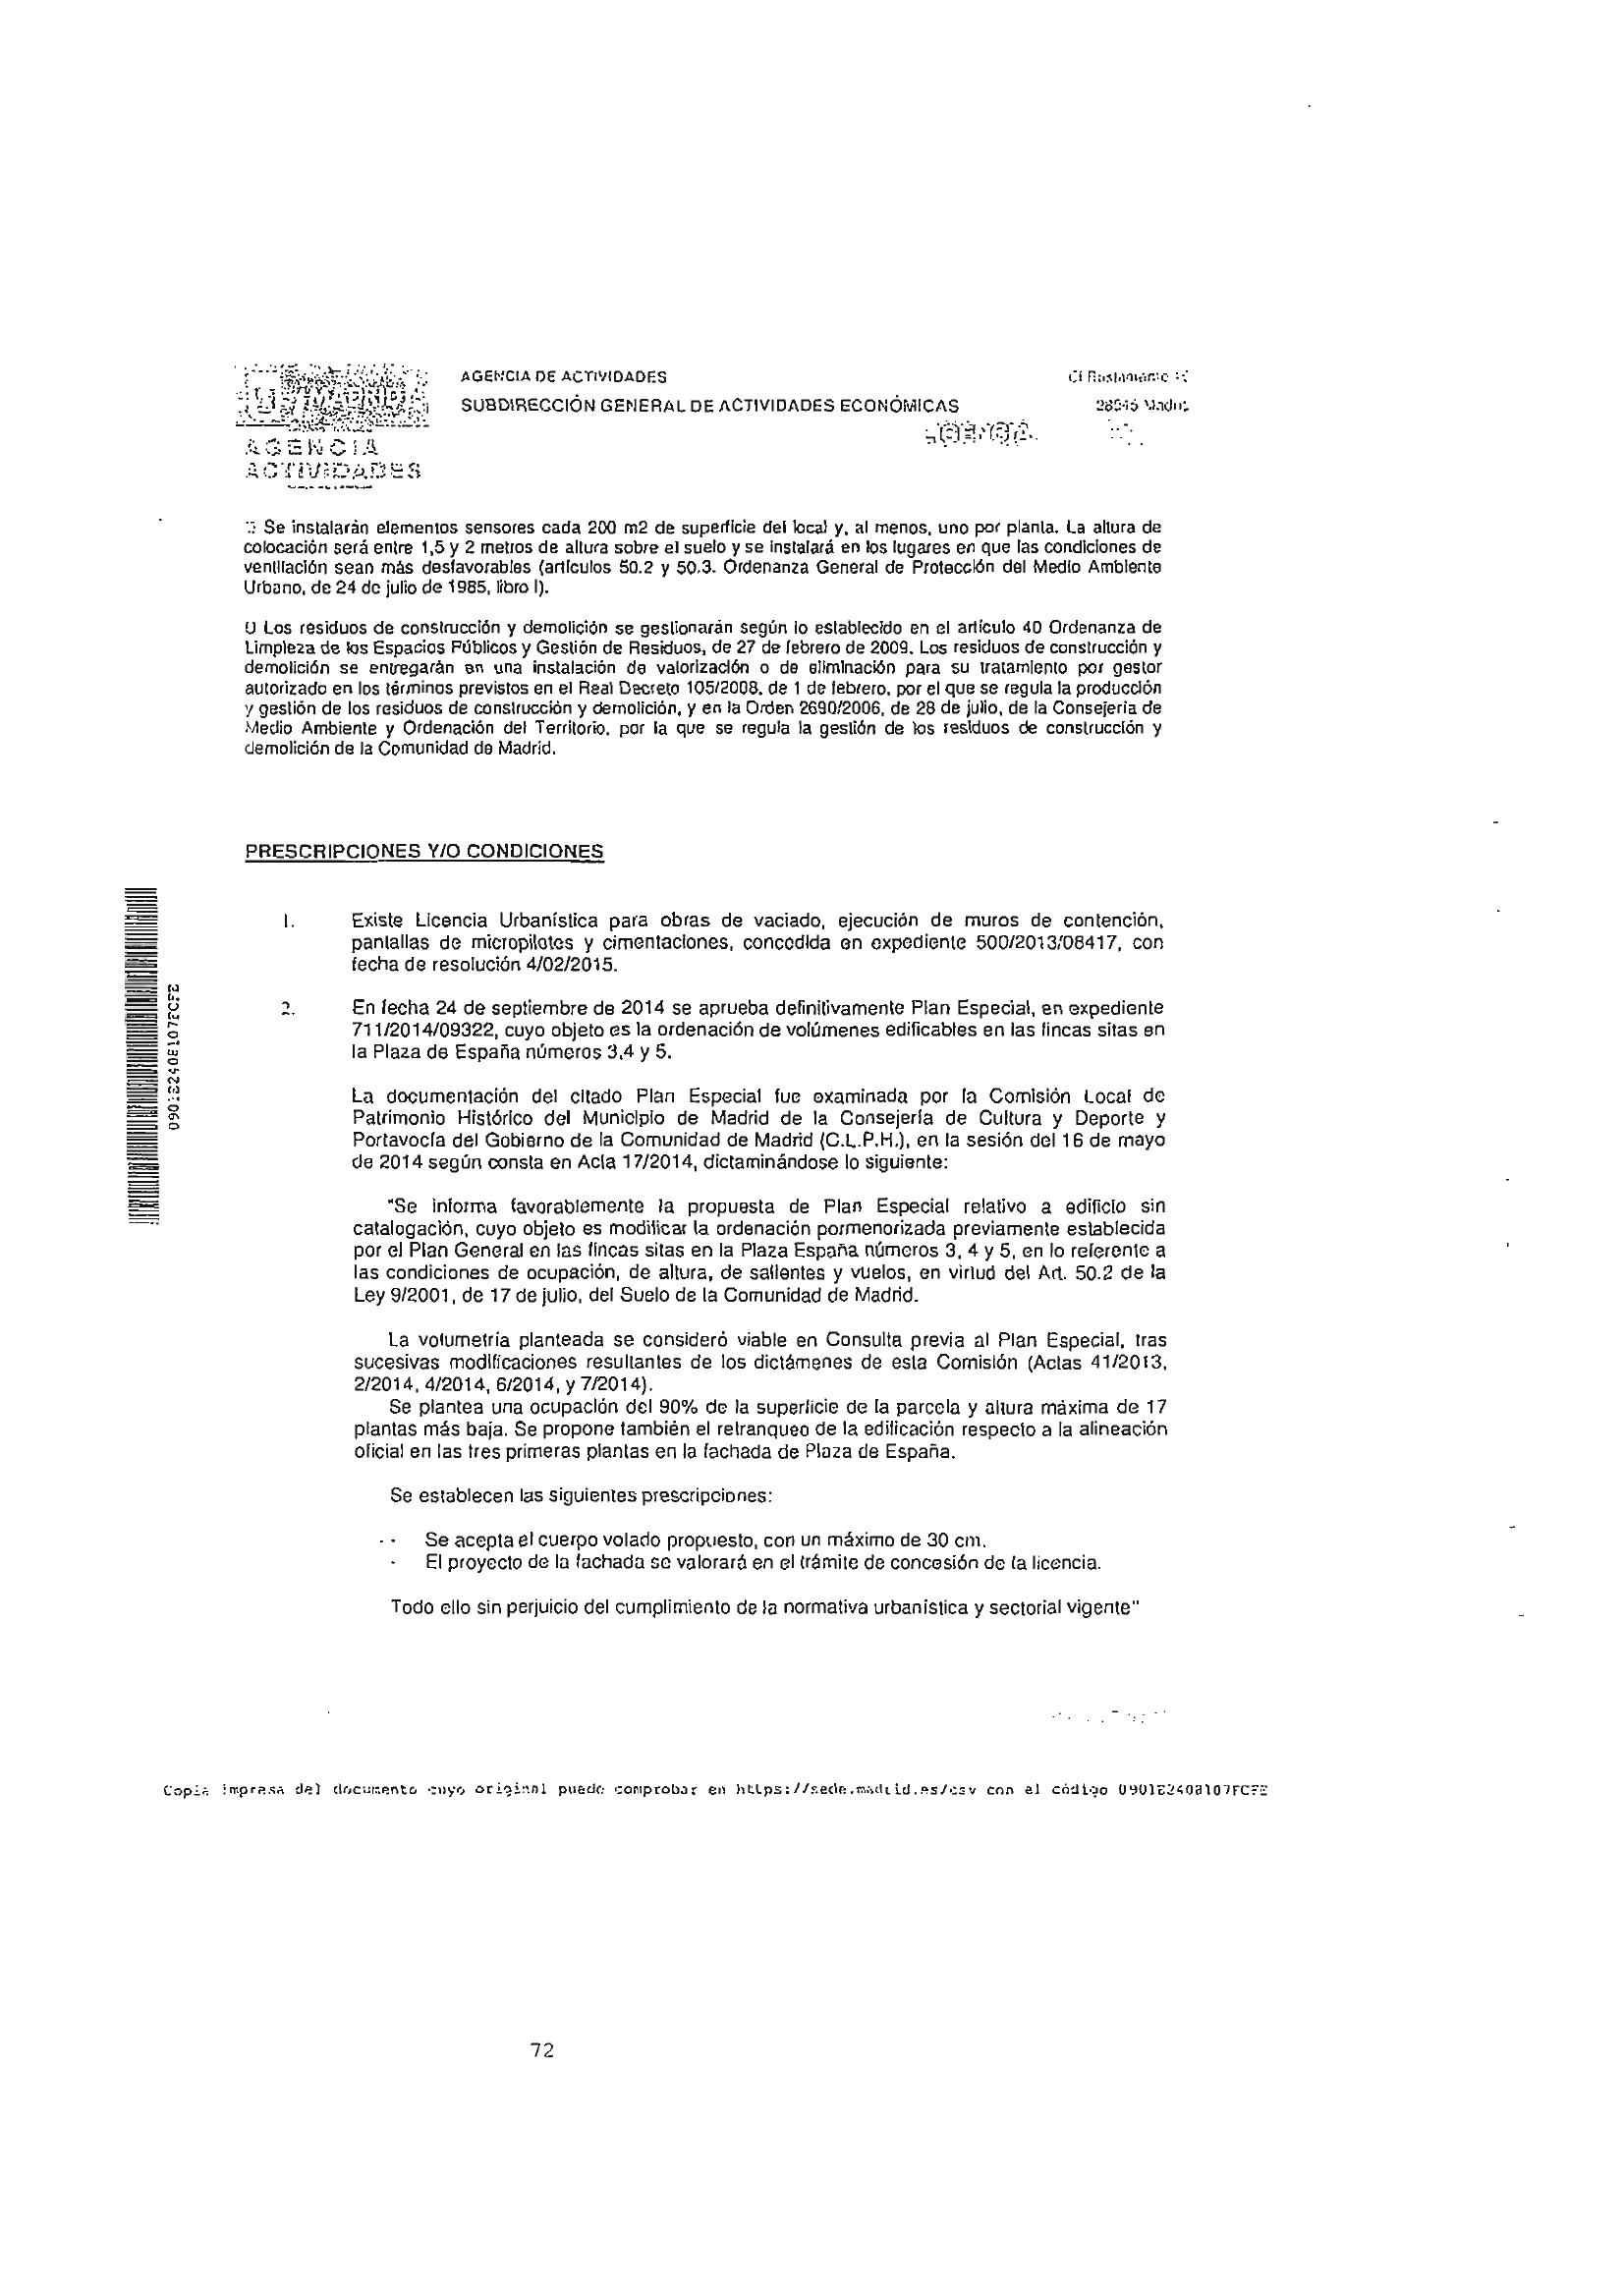 MADRID
AGENCIA
ACTIVIDADES
AGENCIA DE ACTIVIDADES
SUBDIRECCIÓN GENERAL DE ACTIVIDADES ECONÓMICAS
Se instalarán elementos sensores cada 200 m2 de superficie del local y, al menos, uno por planta. La altura de
colocación será entre 1,5 y 2 metros de altura sobre el suelo y se instalará en los lugares en que las condiciones de
ventilación sean más desfavorables (artículos 50.2 y 50.3. Ordenanza General de Protección del Medio Ambiente
Urbano, de 24 de julio de 1985, libro I).
Los residuos de construcción y demolición se gestionarán según lo establecido en el artículo 40 Ordenanza de
Limpieza de los Espacios Públicos y Gestión de Residuos, de 27 de febrero de 2009. Los residuos de construcción y
demolición se entregarán en una instalación de valorización o de eliminación para su tratamiento por gestor
autorizado en los términos previstos en el Real Decreto 105/2008, de 1 de febrero, por el que se regula la producción
y gestión de los residuos de construcción y demolición, y en la Orden 2690/2006, de 28 de julio, de la Consejería de
Medio Ambiente y Ordenación del Territorio, por la que se regula la gestión de los residuos de construcción y
demolición de la Comunidad de Madrid.
PRESCRIPCIONES Y/O CONDICIONES
1. Existe Licencia Urbanística para obras de vaciado, ejecución de muros de contención,
pantallas de micropilotes y cimentaciones, concedida en expediente 500/2013/08417, con
fecha de resolución 4/02/2015.
2. En fecha 24 de septiembre de 2014 se aprueba definitivamente Plan Especial, en expediente
711/2014/09322, cuyo objeto es la ordenación de volúmenes edificables en las fincas sitas en
la Plaza de España números 3,4 y 5.
La documentación del citado Plan Especial fue examinada por la Comisión Local de
Patrimonio Histórico del Municipio de Madrid de la Consejería de Cultura y Deporte y
Portavocía del Gobierno de la Comunidad de Madrid (C.L.P.H.), en la sesión del 16 de mayo
de 2014 según consta en Acta 17/2014, dictaminándose lo siguiente:
"Se informa favorablemente la propuesta de Plan Especial relativo a edificio sin
catalogación, cuyo objeto es modificar la ordenación pormenorizada previamente establecida
por el Plan General en las fincas sitas en la Plaza España números 3, 4 y 5, en lo referente a
las condiciones de ocupación, de altura, de salientes y vuelos, en virtud del Art. 50.2 de la
Ley 9/2001, de 17 de julio, del Suelo de la Comunidad de Madrid.
La volumetría planteada se consideró viable en Consulta previa al Plan Especial, tras
sucesivas modificaciones resultantes de los dictámenes de esta Comisión (Actas 41/2013,
2/2014, 4/2014, 6/2014, y 7/2014).
Se plantea una ocupación del 90% de la superficie de la parcela y altura máxima de 17
plantas más baja. Se propone también el retranqueo de la edificación respecto a la alineación
oficial en las tres primeras plantas en la fachada de Plaza de España.
Se establecen las siguientes prescripciones:
- Se acepta el cuerpo volado propuesto, con un máximo de 30 cm.
- El proyecto de la fachada se valorará en el trámite de concesión de la licencia.
Todo ello sin perjuicio del cumplimiento de la normativa urbanística y sectorial vigente"
Copia impresa del documento cuyo original puede comprobar en https://sede.madrid.es/csv con el código
72